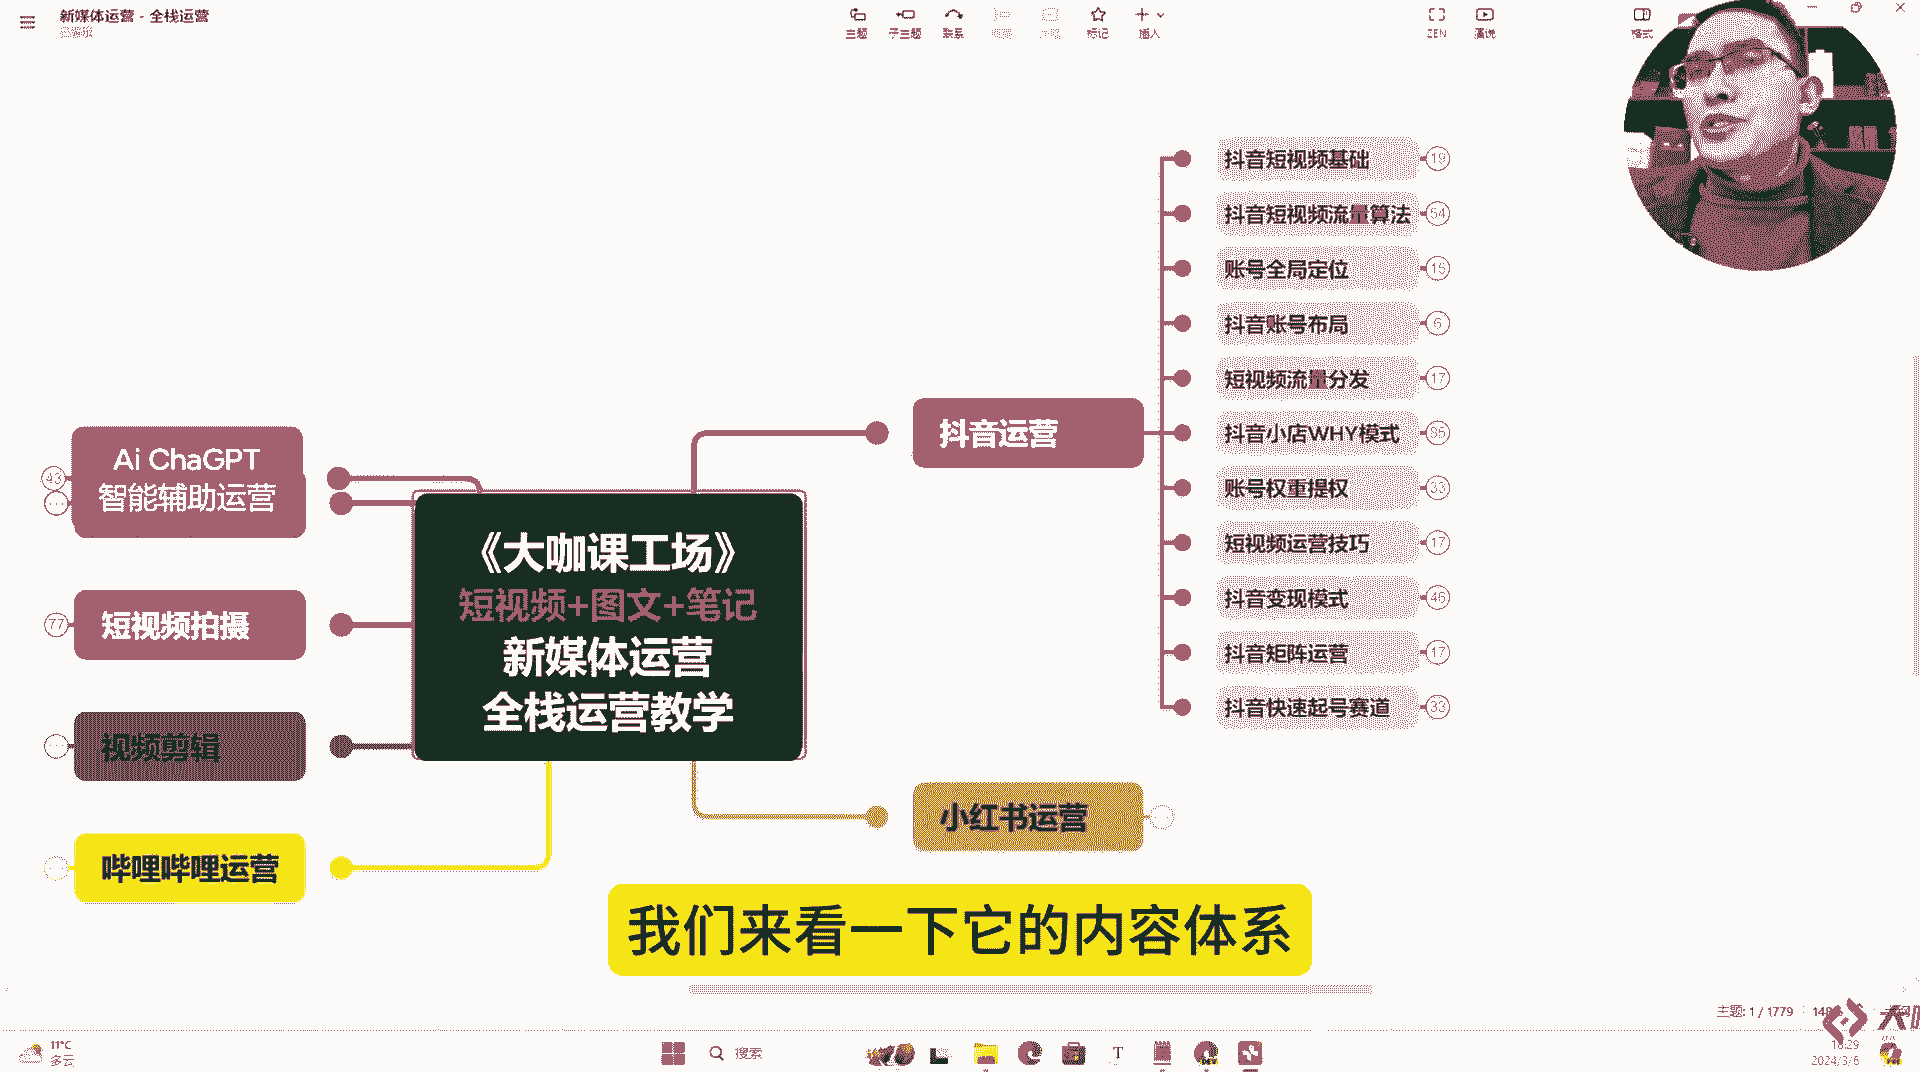 新媒体运营 - 全栈运营
主题
子主题
联系
标记
插入
ZEN
演说
格式
抖音短视频基础
19
抖音短视频流量算法
54
账号全局定位
15
抖音账号布局
6
短视频流量分发
17
抖音运营
抖音小店WHY模式
账号权重提权
33
短视频运营技巧
17
抖音变现模式
抖音矩阵运营
17
抖音快速起号赛道
33
Ai ChaGPT
智能辅助运营
43
短视频拍摄
77
视频剪辑
哔哩哔哩运营
《大咖课工场》
短视频+图文+笔记
新媒体运营
全栈运营教学
小红书运营
我们来看一下它的内容体系
主题: 1 / 1779
11°C
多云
搜索
18:29
2024/3/6